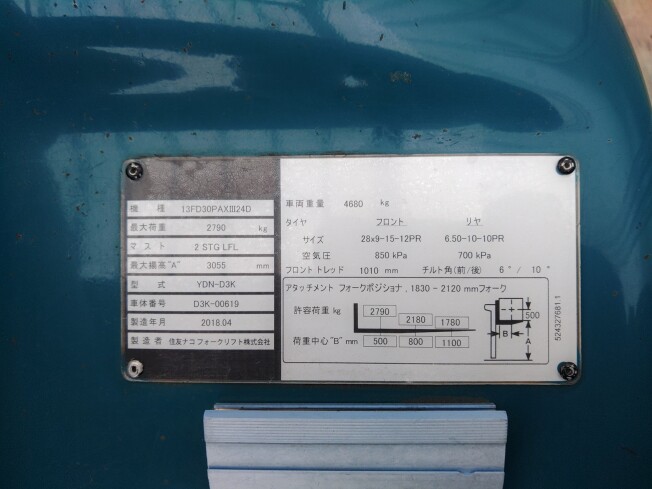 機 種 13FD30PAXⅢ24D
最大荷重 2790 kg
マスト 2 STG LFL
最大揚高"A" 3055 mm
型 式 YDN-D3K
車体番号 D3K-00619
製造年月 2018.04
製造者 住友ナコフォークリフト株式会社
車両重量 4680 kg
タイヤ フロント リヤ
サイズ 28x9-15-12PR 6.50-10-10PR
空気圧 850 kPa 700 kPa
フロント トレッド 1010 mm チルト角(前/後) 6°/ 10°
アタッチメント フォークポジショナ, 1830 - 2120 mmフォーク
許容荷重 kg 2790 2180 1780
荷重中心"B" mm 500 800 1100
500
B
A
524327681.1